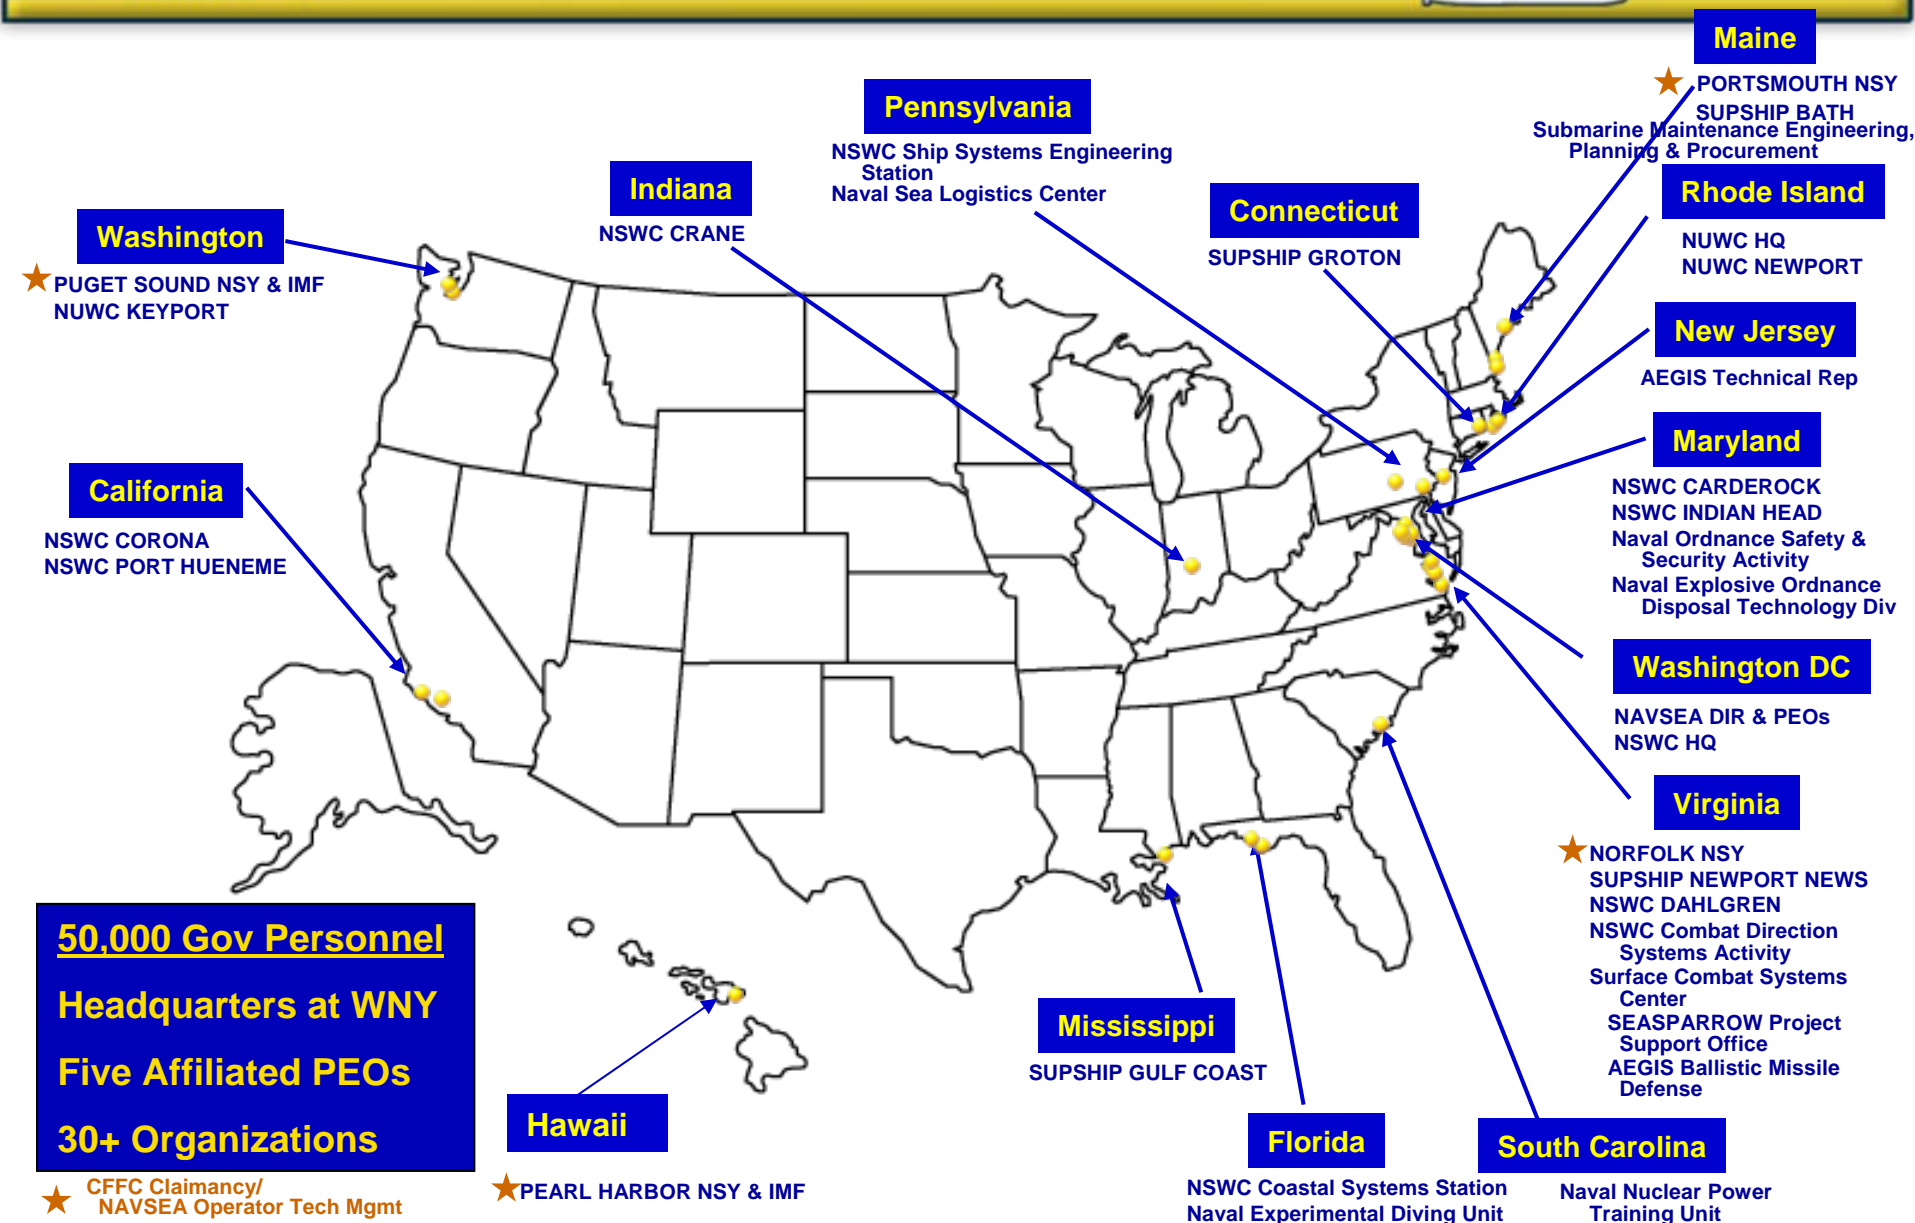 Maine
PORTSMOUTH NSY
SUPSHIP BATH
Submarine Maintenance Engineering,
Planning & Procurement
Pennsylvania
NSWC Ship Systems Engineering
Station
Naval Sea Logistics Center
Indiana
NSWC CRANE
Connecticut
SUPSHIP GROTON
Rhode Island
NUWC HQ
NUWC NEWPORT
Washington
PUGET SOUND NSY & IMF
NUWC KEYPORT
New Jersey
AEGIS Technical Rep
Maryland
NSWC CARDEROCK
NSWC INDIAN HEAD
Naval Ordnance Safety &
Security Activity
Naval Explosive Ordnance
Disposal Technology Div
California
NSWC CORONA
NSWC PORT HUENEME
Washington DC
NAVSEA DIR & PEOs
NSWC HQ
Virginia
NORFOLK NSY
SUPSHIP NEWPORT NEWS
NSWC DAHLGREN
NSWC Combat Direction
Systems Activity
Surface Combat Systems
Center
SEASPARROW Project
Support Office
AEGIS Ballistic Missile
Defense
50,000 Gov Personnel
Headquarters at WNY
Five Affiliated PEOs
30+ Organizations
CFFC Claimancy/
NAVSEA Operator Tech Mgmt
Hawaii
PEARL HARBOR NSY & IMF
Mississippi
SUPSHIP GULF COAST
Florida
NSWC Coastal Systems Station
Naval Experimental Diving Unit
South Carolina
Naval Nuclear Power
Training Unit